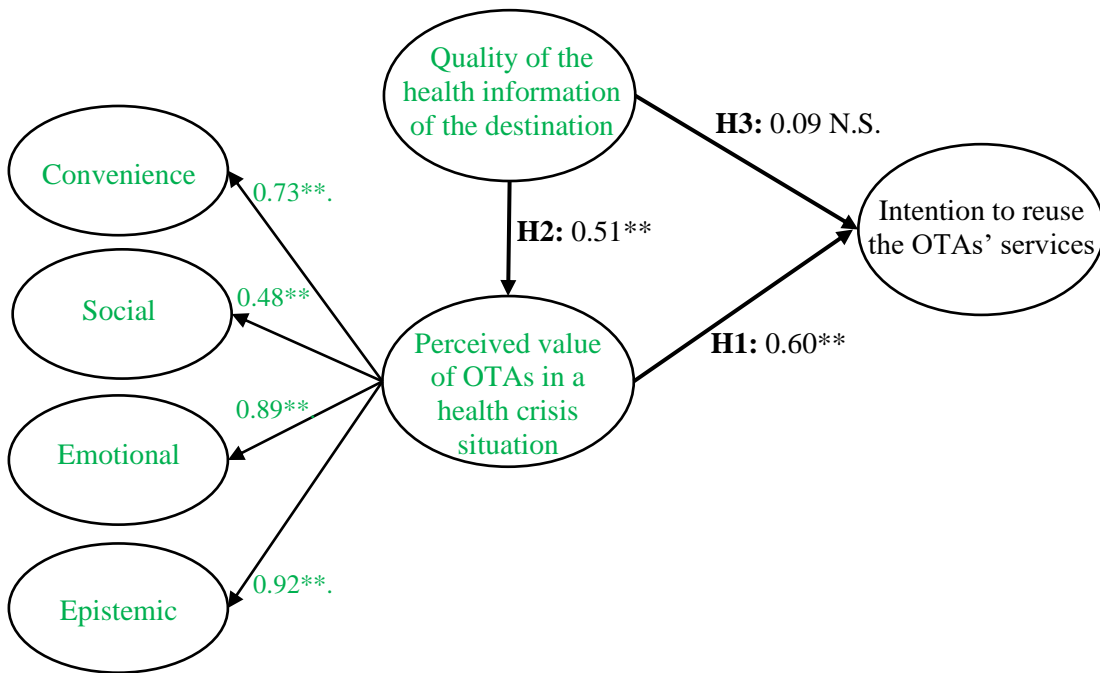 Quality of the
health information
of the destination
H3: 0.09 N.S.
Convenience
0.73**.
Intention to reuse
the OTAs’ services
H2: 0.51**
0.48**
Social
Perceived value
of OTAs in a
health crisis
situation
H1: 0.60**
0.89**.
Emotional
0.92**.
Epistemic